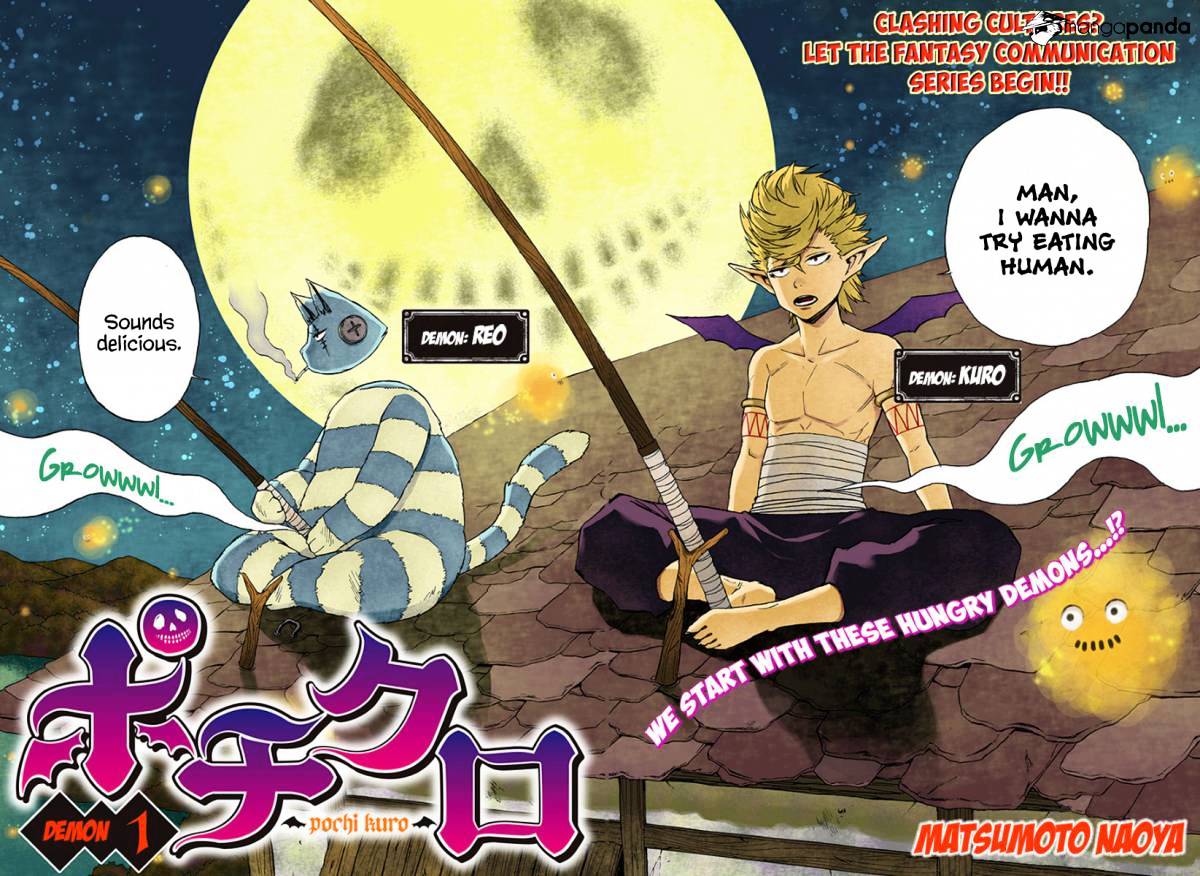 CLASHING CULTURES?
mangapanda
LET THE FANTASY COMMUNICATION
SERIES BEGIN!!
MAN,
I WANNA
TRY EATING
HUMAN.
Sounds
delicious.
DEMON: REO
DEMON: KURO
GROWWWL...
GROWWWL...
WE START WITH THESE HUNGRY DEMONS...!?
ポチクロ
pochi kuro
DEMON 1
MATSUMOTO NAOYA